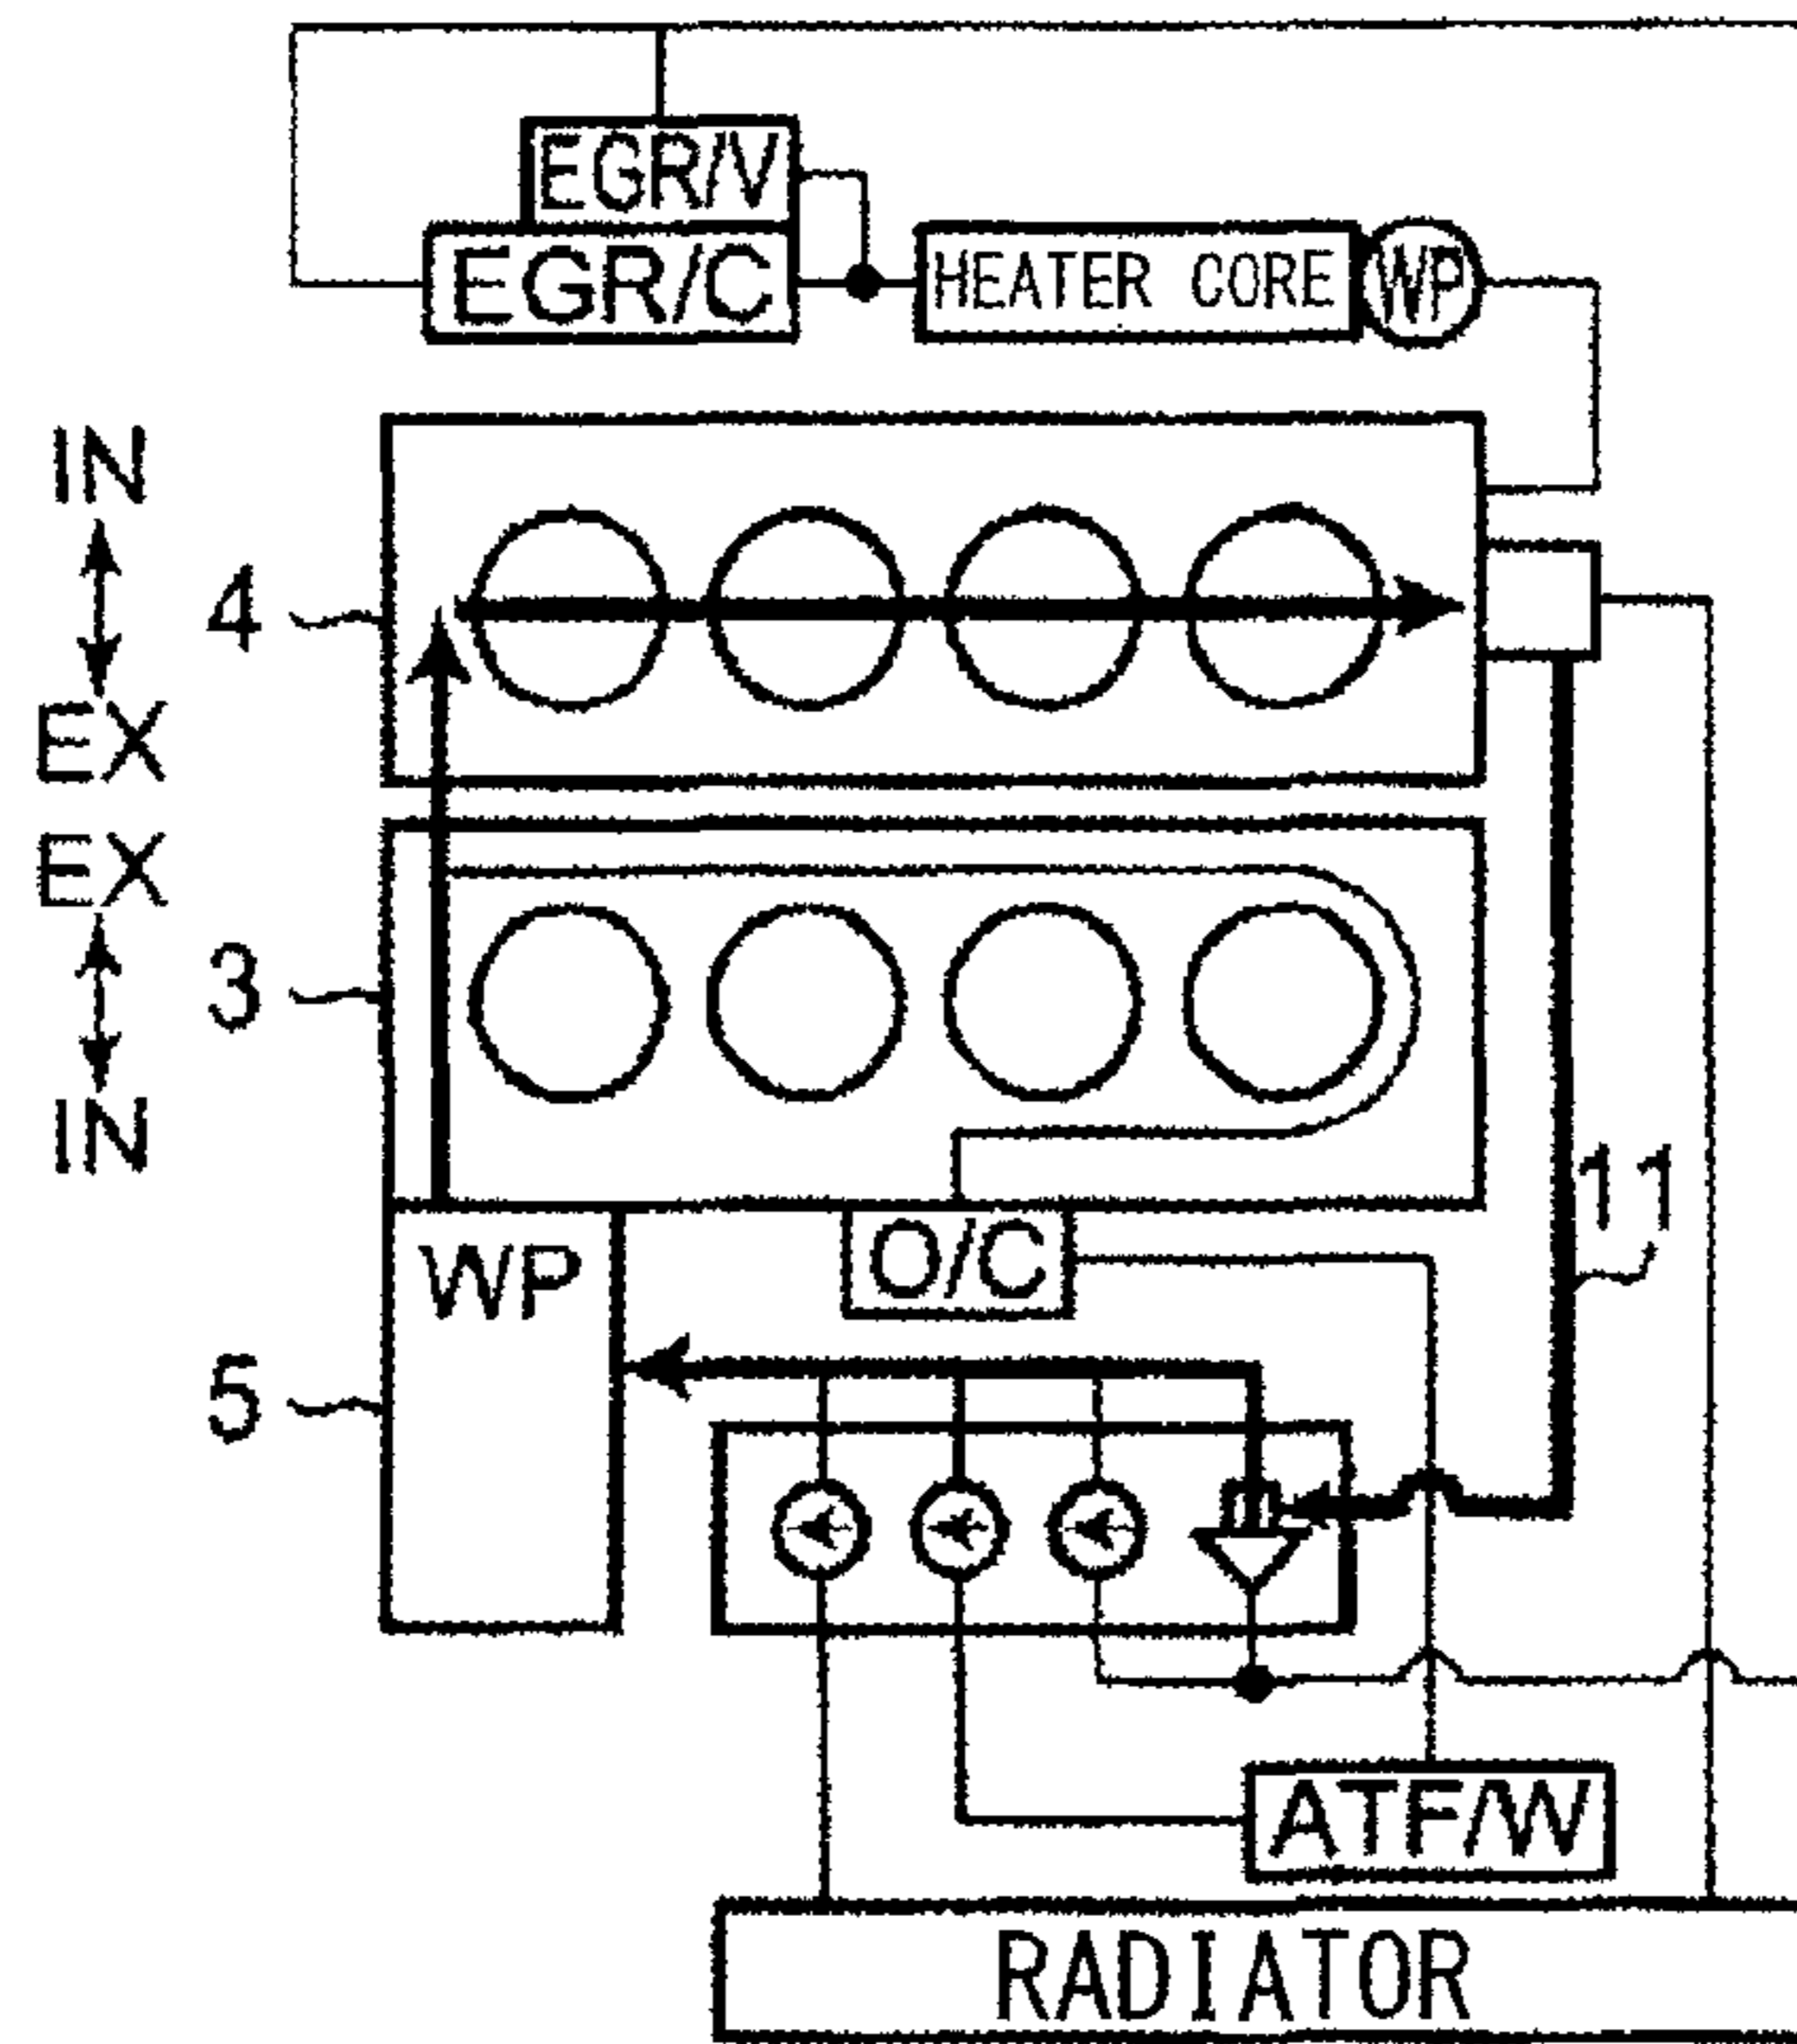 EGR/V
EGR/C
HEATER CORE
WP
IN
4
EX
EX
3
IN
11
WP
O/C
5
ATF/W
RADIATOR